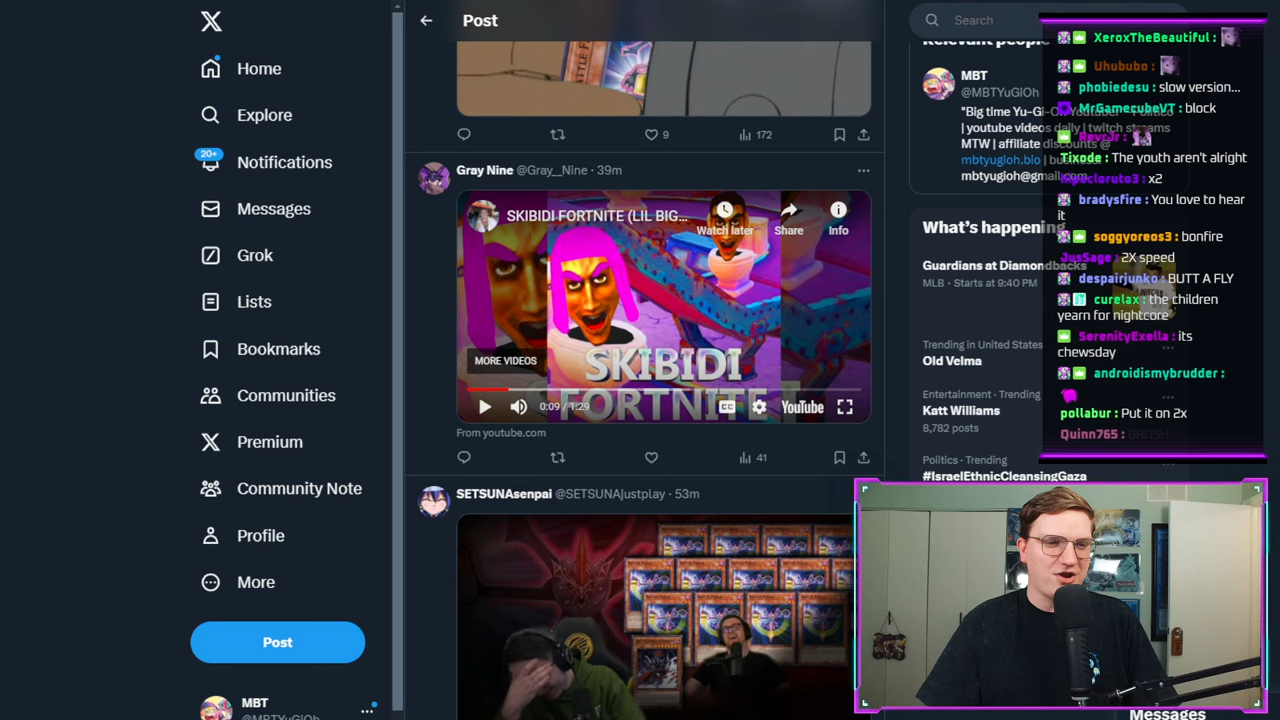 Home
Explore
20+
Notifications
Messages
Grok
Lists
Bookmarks
Communities
Premium
Community Note
Profile
More
Post
MBT
@MBTYuGiOh
Post
9
172
Gray Nine @Gray__Nine · 39m
SKIBIDI FORTNITE (LIL BIG...
Watch later
Share
Info
MORE VIDEOS
SKIBIDI
FORTNITE
0:09 / 1:29
CC
YouTube
From youtube.com
41
SETSUNAsenpai @SETSUNAjustplay · 53m
Search
Relevant people
MBT
@MBTYuGiOh
"Big time Yu-Gi-Oh
| youtube videos daily | twitch streams
MTW | affiliate discounts @
mbtyugioh.bio
mbtyugioh@gmail.com
What's happening
Guardians at Diamondbacks
MLB · Starts at 9:40 PM
Trending in United States
Old Velma
Entertainment · Trending
Katt Williams
8,782 posts
Politics · Trending
#IsraelEthnicCleansingGaza
Messages
XeroxTheBeautiful :
Uhububo :
phobiedesu : slow version...
MrGamecubeVT : block
RevrJr :
Tixode : The youth aren't alright
x2
bradysfire : You love to hear
it
soggyoreos3 : bonfire
JusSage : 2X speed
despairjunko : BUTT A FLY
curelax : the children
yearn for nightcore
SerenityExella : its
chewsday
androidismybrudder :
pollabur : Put it on 2x
Quinn765 :